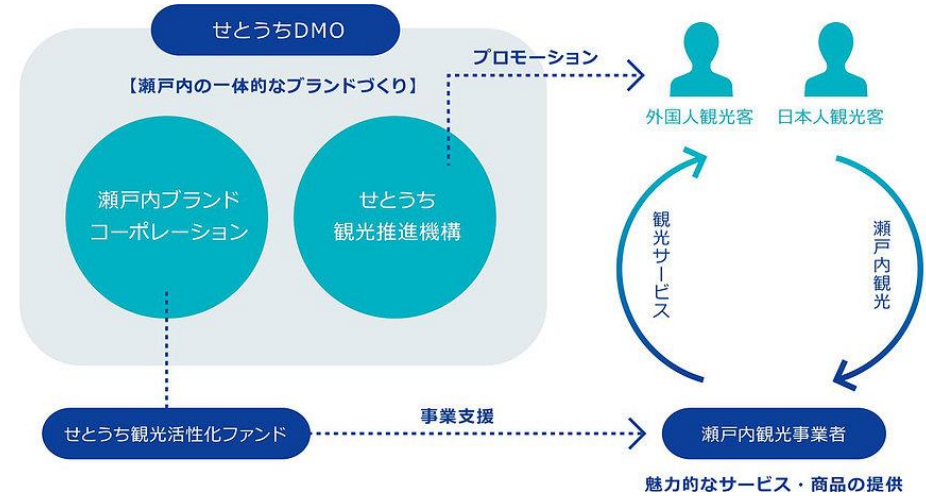 せとうちDMO
【瀬戸内の一体的なブランドづくり】
瀬戸内ブランド
コーポレーション
せとうち
観光推進機構
プロモーション
外国人観光客
日本人観光客
観光サービス
瀬戸内観光
せとうち観光活性化ファンド
事業支援
瀬戸内観光事業者
魅力的なサービス・商品の提供